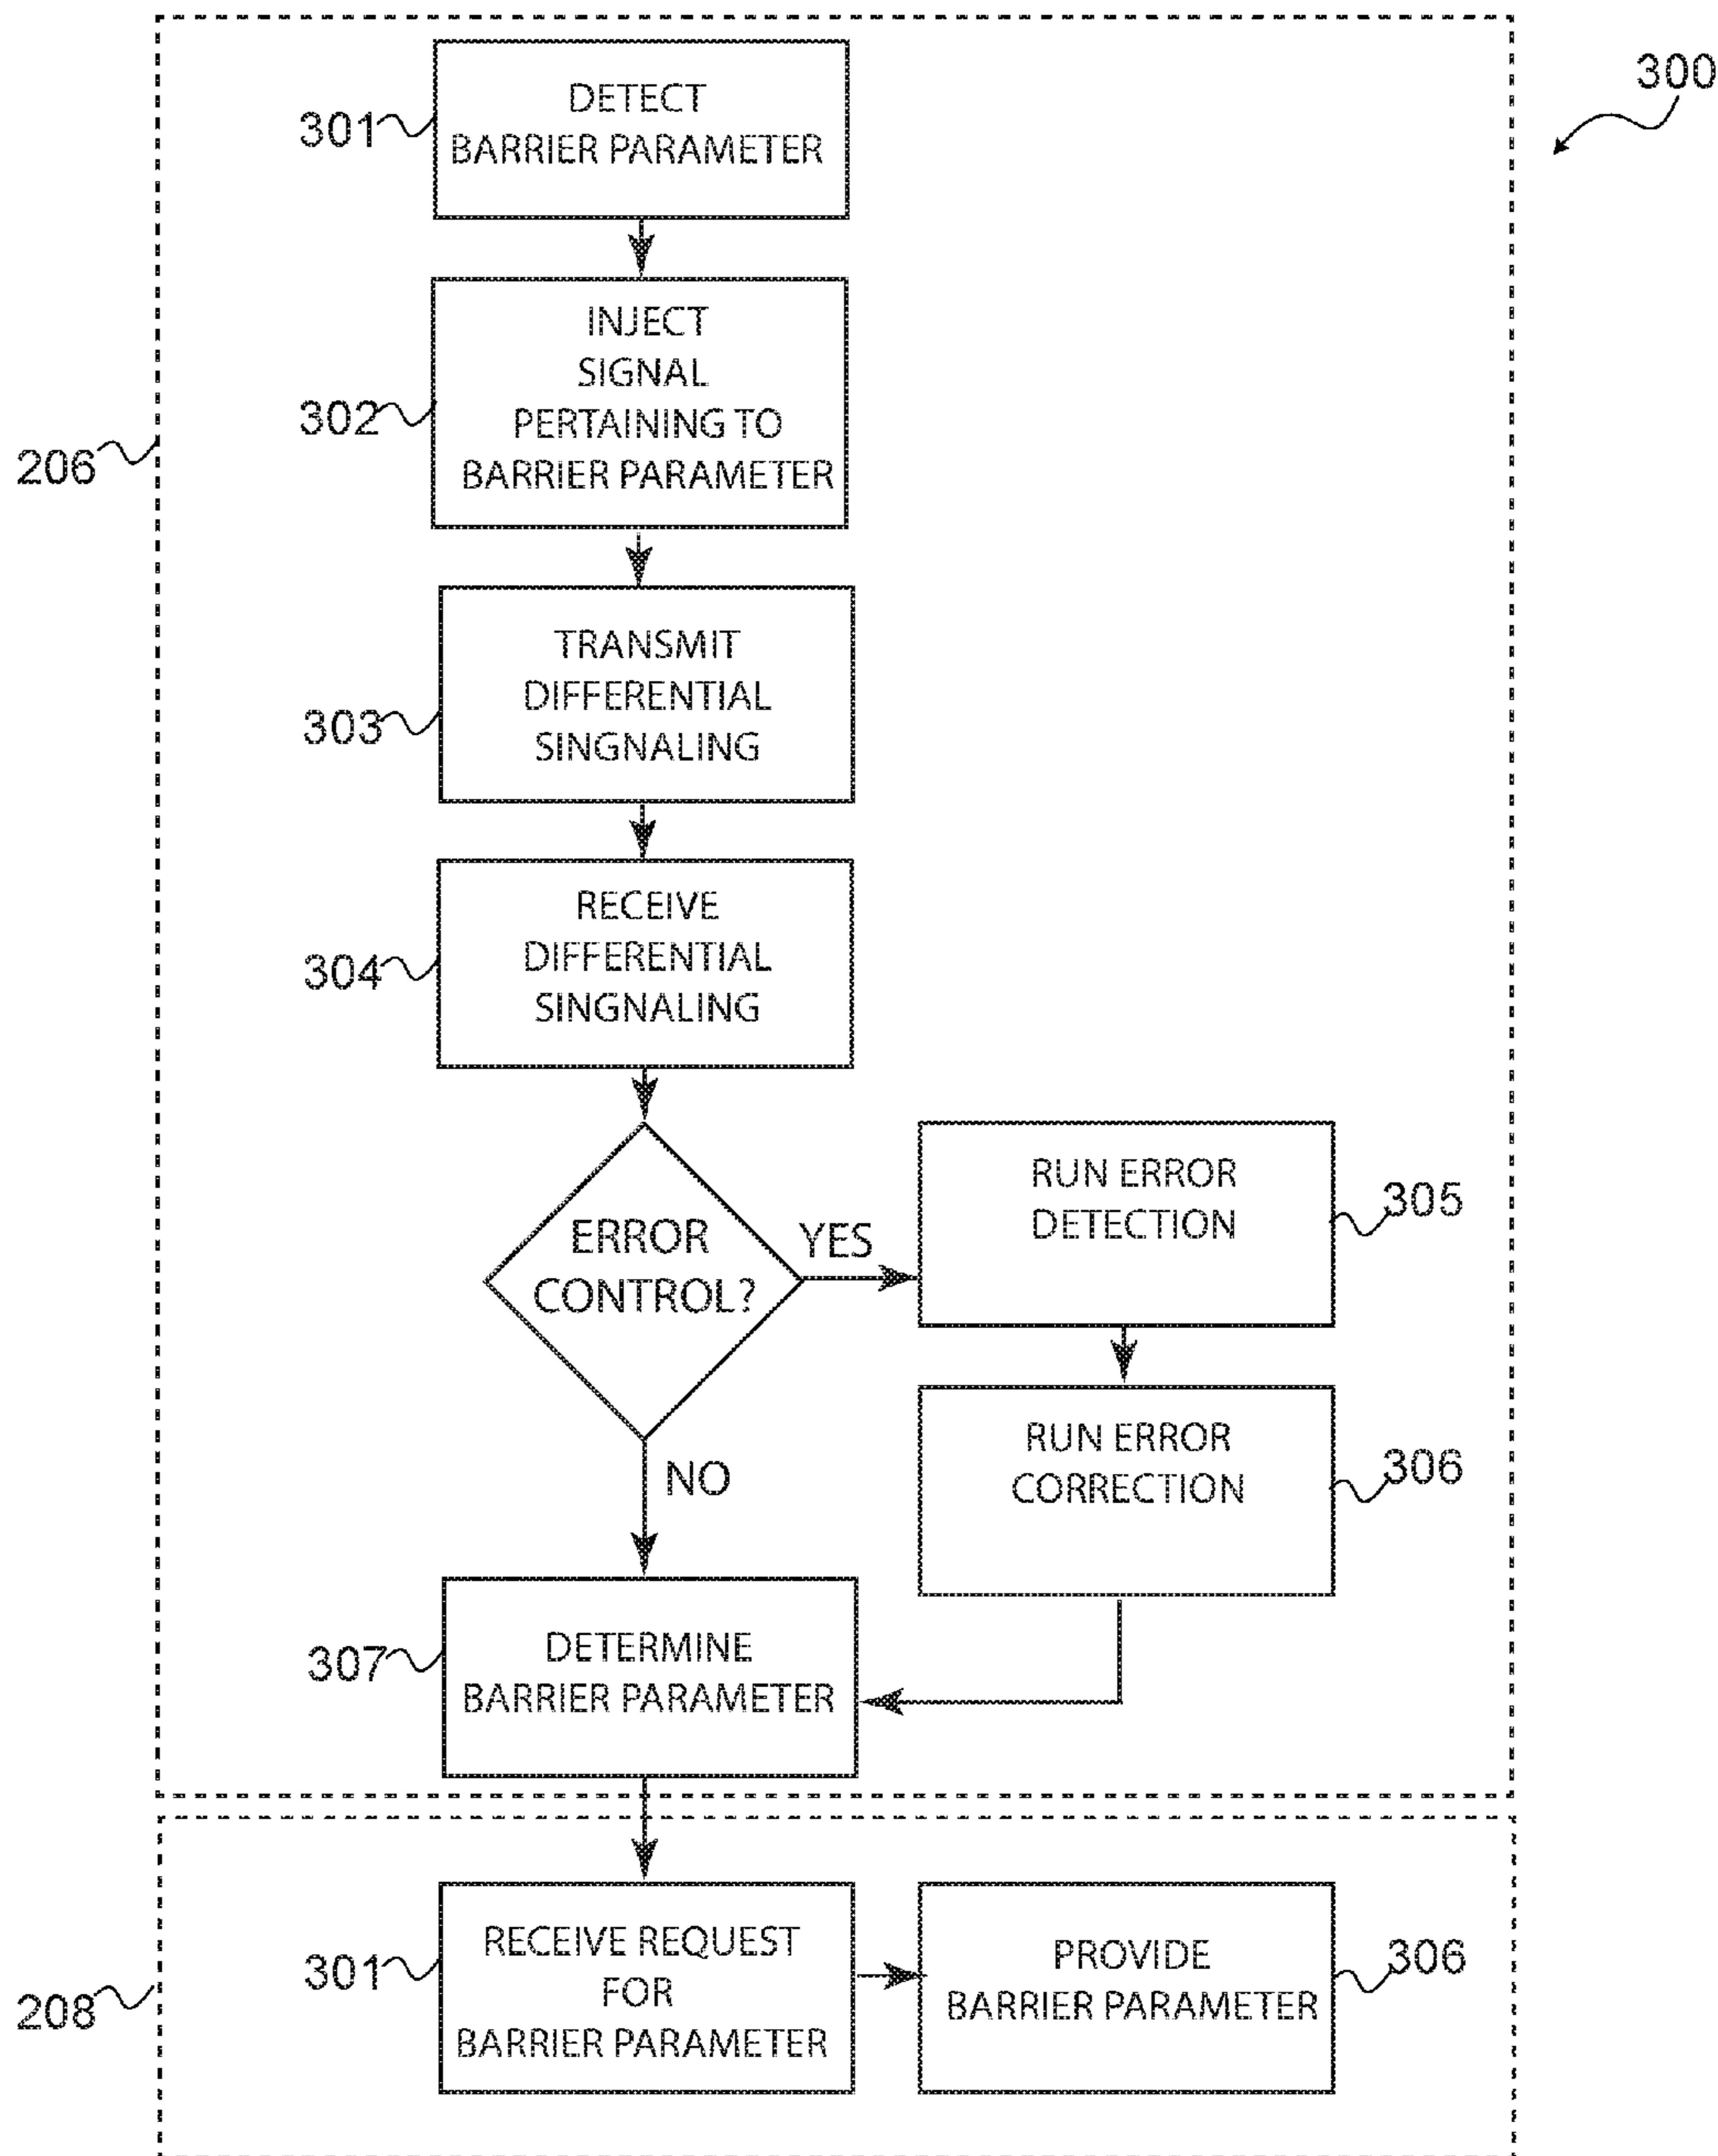 300
301
DETECT
BARRIER PARAMETER
302
INJECT
SIGNAL
PERTAINING TO
BARRIER PARAMETER
206
303
TRANSMIT
DIFFERENTIAL
SINGNALING
304
RECEIVE
DIFFERENTIAL
SINGNALING
ERROR
CONTROL?
YES
RUN ERROR
DETECTION
305
RUN ERROR
CORRECTION
306
NO
307
DETERMINE
BARRIER PARAMETER
208
301
RECEIVE REQUEST
FOR
BARRIER PARAMETER
PROVIDE
BARRIER PARAMETER
306